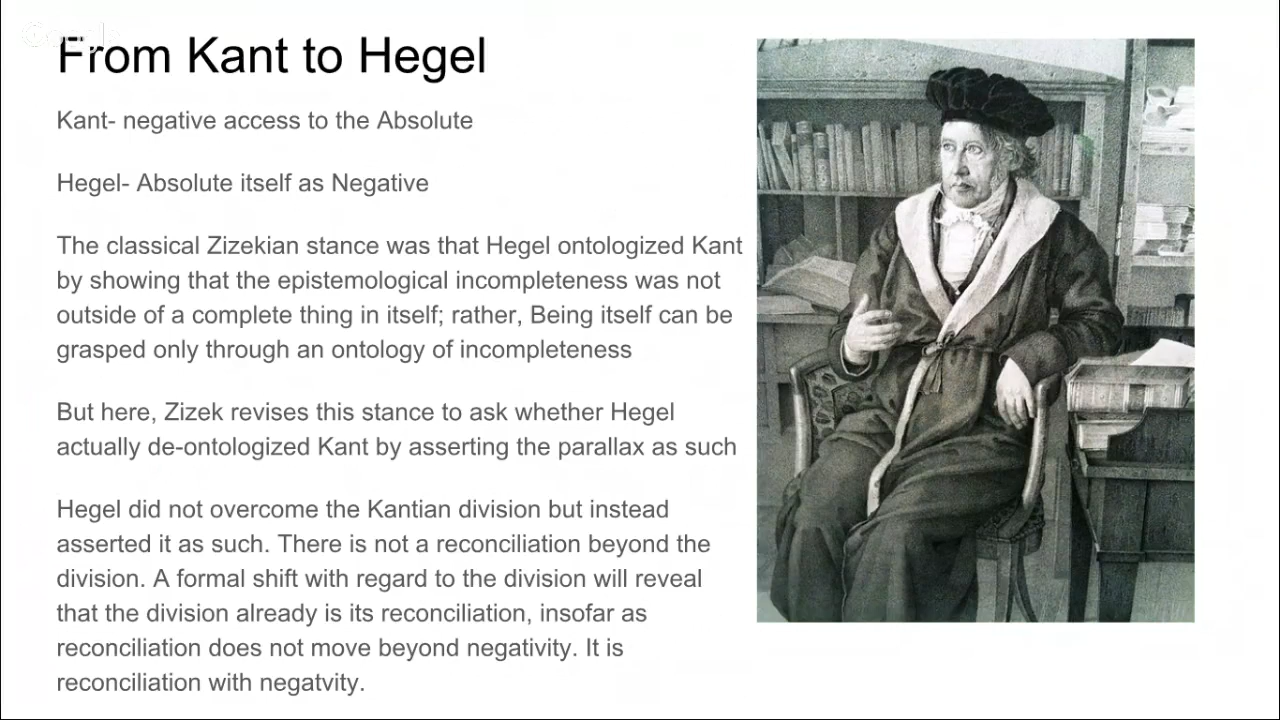 From Kant to Hegel
Kant- negative access to the Absolute
Hegel- Absolute itself as Negative
The classical Zizekian stance was that Hegel ontologized Kant
by showing that the epistemological incompleteness was not
outside of a complete thing in itself; rather, Being itself can be
grasped only through an ontology of incompleteness
But here, Zizek revises this stance to ask whether Hegel
actually de-ontologized Kant by asserting the parallax as such
Hegel did not overcome the Kantian division but instead
asserted it as such. There is not a reconciliation beyond the
division. A formal shift with regard to the division will reveal
that the division already is its reconciliation, insofar as
reconciliation does not move beyond negativity. It is
reconciliation with negatvity.